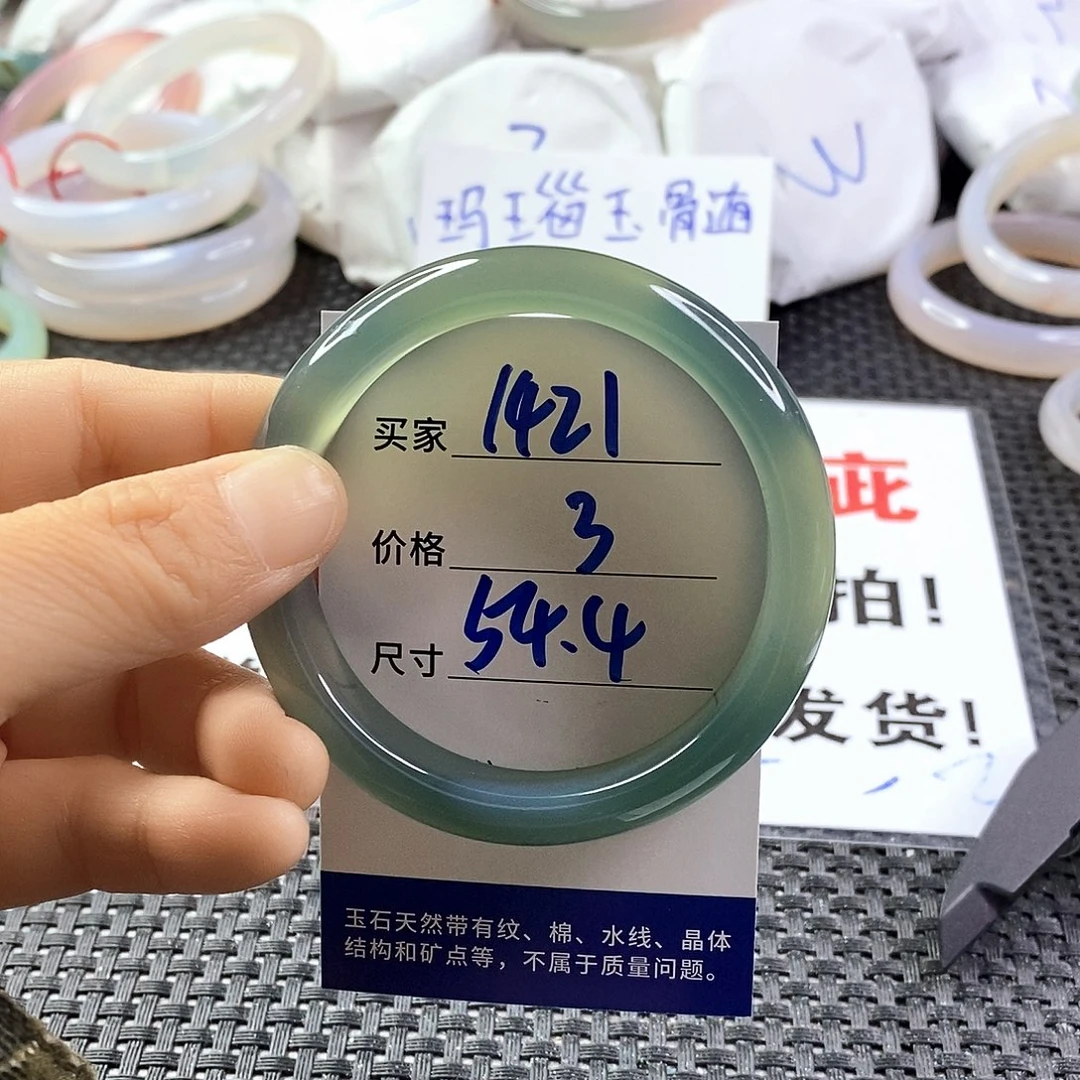 玛瑙玉骨髓
买家 1421
价格 3
尺寸 54.4
疵
拍！
发货！
玉石天然带有纹、棉、水线、晶体
结构和矿点等，不属于质量问题。